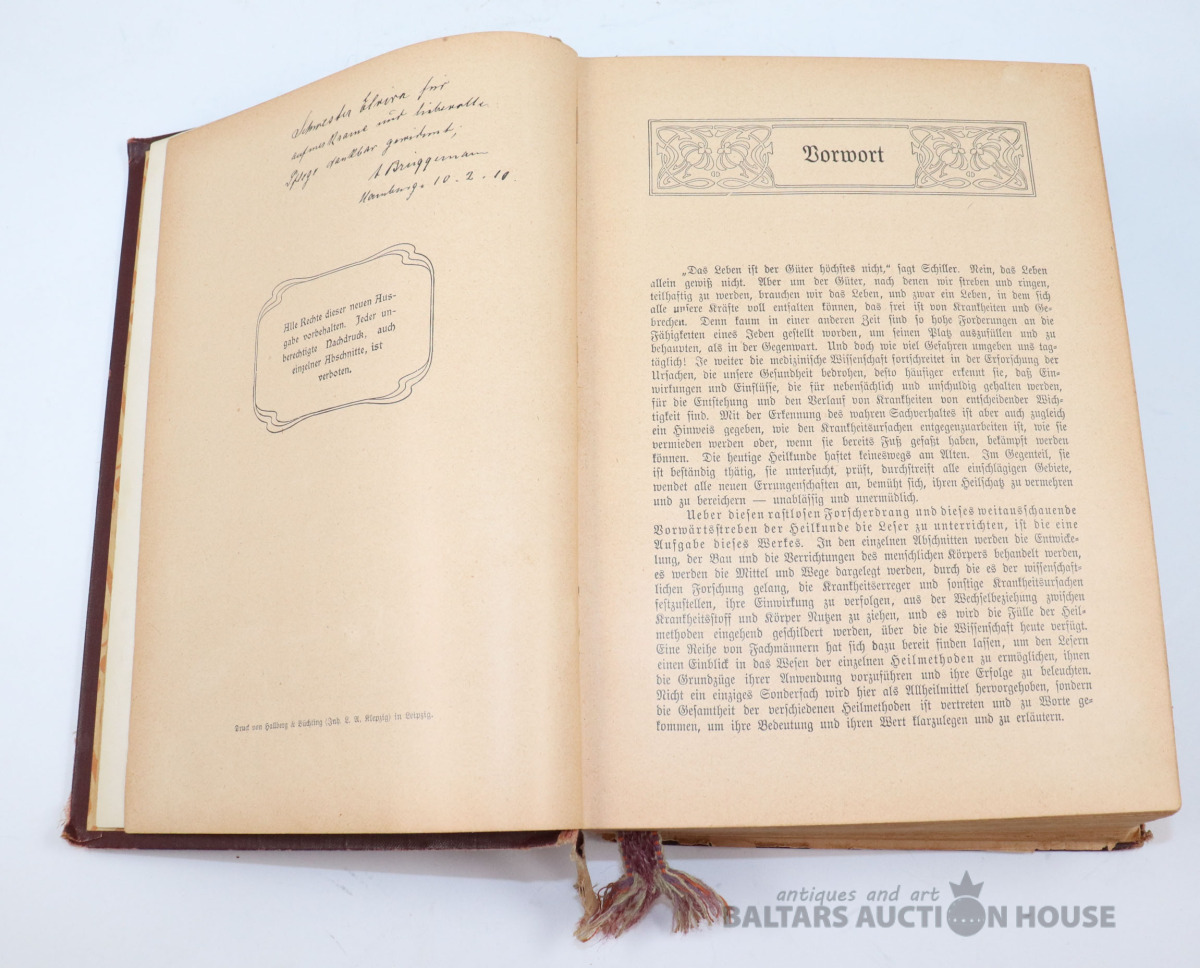 Schwester Elvira für
aufmerksame und liebevolle
Pflege dankbar gewidmet,
A Brüggemann
Hamburg 10-2-10.
Alle Rechte dieser neuen Aus-
gabe vorbehalten. Jeder un-
berechtigte Nachdruck, auch
einzelner Abschnitte, ist
verboten.
Druck von Hallberg & Büchting (Inh. L. A. Klepzig) in Leipzig.
Vorwort
„Das Leben ist der Güter höchstes nicht,“ sagt Schiller. Nein, das Leben
allein gewiß nicht. Aber um der Güter, nach denen wir streben und ringen,
teilhaftig zu werden, brauchen wir das Leben, und zwar ein Leben, in dem sich
alle unsere Kräfte voll entfalten können, das frei ist von Krankheiten und Ge-
brechen. Denn kaum in einer anderen Zeit sind so hohe Forderungen an die
Fähigkeiten eines Jeden gestellt worden, um seinen Platz auszufüllen und zu
behaupten, als in der Gegenwart. Und doch wie viel Gefahren umgeben uns tag-
täglich! Je weiter die medizinische Wissenschaft fortschreitet in der Erforschung der
Ursachen, die unsere Gesundheit bedrohen, desto häufiger erkennt sie, daß Ein-
wirkungen und Einflüsse, die für nebensächlich und unschuldig gehalten werden,
für die Entstehung und den Verlauf von Krankheiten von entscheidender Wich-
tigkeit sind. Mit der Erkennung des wahren Sachverhaltes ist aber auch zugleich
ein Hinweis gegeben, wie den Krankheitsursachen entgegenzuarbeiten ist, wie sie
vermieden werden oder, wenn sie bereits Fuß gefaßt haben, bekämpft werden
können. Die heutige Heilkunde haftet keineswegs am Alten. Im Gegenteil, sie
ist beständig thätig, sie untersucht, prüft, durchstreift alle einschlägigen Gebiete,
wendet alle neuen Errungenschaften an, bemüht sich, ihren Heilschatz zu vermehren
und zu bereichern — unablässig und unermüdlich.
Ueber diesen rastlosen Forscherdrang und dieses weitausschauende
Vorwärtsstreben der Heilkunde die Leser zu unterrichten, ist die eine
Aufgabe dieses Werkes. In den einzelnen Abschnitten werden die Entwicke-
lung, der Bau und die Verrichtungen des menschlichen Körpers behandelt werden,
es werden die Mittel und Wege dargelegt werden, durch die es der wissenschaft-
lichen Forschung gelang, die Krankheitserreger und sonstige Krankheitsursachen
festzustellen, ihre Einwirkung zu verfolgen, aus der Wechselbeziehung zwischen
Krankheitsstoff und Körper Nutzen zu ziehen, und es wird die Fülle der Heil-
methoden eingehend geschildert werden, über die die Wissenschaft heute verfügt.
Eine Reihe von Fachmännern hat sich dazu bereit finden lassen, um den Lesern
einen Einblick in das Wesen der einzelnen Heilmethoden zu ermöglichen, ihnen
die Grundzüge ihrer Anwendung vorzuführen und ihre Erfolge zu beleuchten.
Nicht ein einziges Sonderfach wird hier als Allheilmittel hervorgehoben, sondern
die Gesamtheit der verschiedenen Heilmethoden ist vertreten und zu Worte ge-
kommen, um ihre Bedeutung und ihren Wert klarzulegen und zu erläutern.
antiques and art
BALTARS AUCTION HOUSE